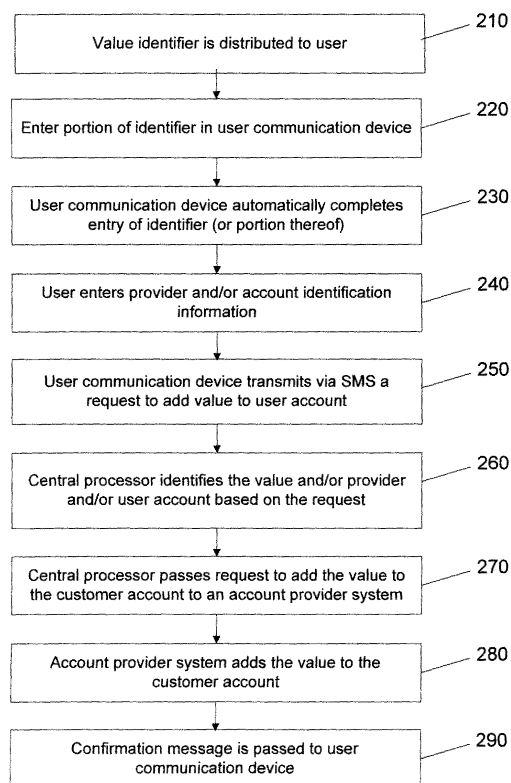 210
Value identifier is distributed to user
220
Enter portion of identifier in user communication device
230
User communication device automatically completes
entry of identifier (or portion thereof)
240
User enters provider and/or account identification
information
250
User communication device transmits via SMS a
request to add value to user account
260
Central processor identifies the value and/or provider
and/or user account based on the request
270
Central processor passes request to add the value to
the customer account to an account provider system
280
Account provider system adds the value to the
customer account
290
Confirmation message is passed to user
communication device